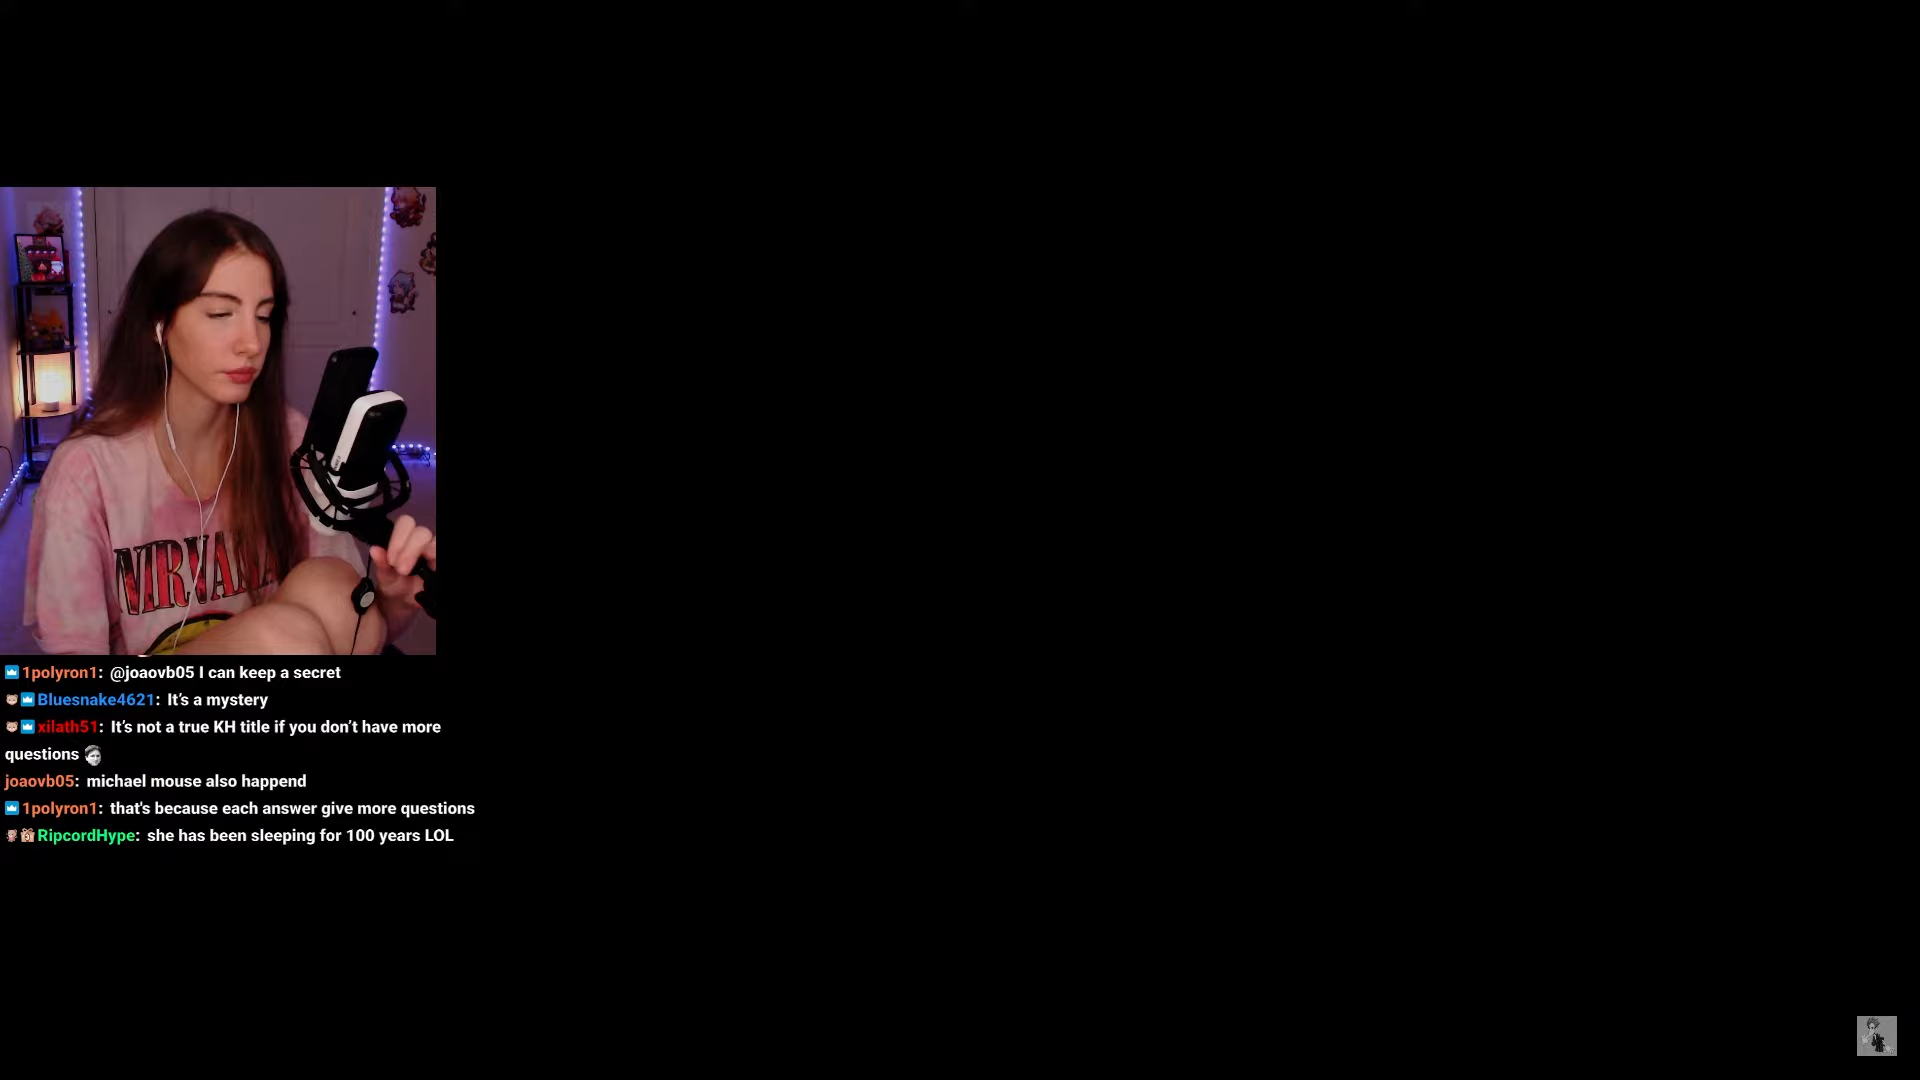 NIRVANA
1polyron1: @joaovb05 I can keep a secret
Bluesnake4621: It’s a mystery
xilath51: It’s not a true KH title if you don’t have more
questions
joaovb05: michael mouse also happend
1polyron1: that's because each answer give more questions
RipcordHype: she has been sleeping for 100 years LOL